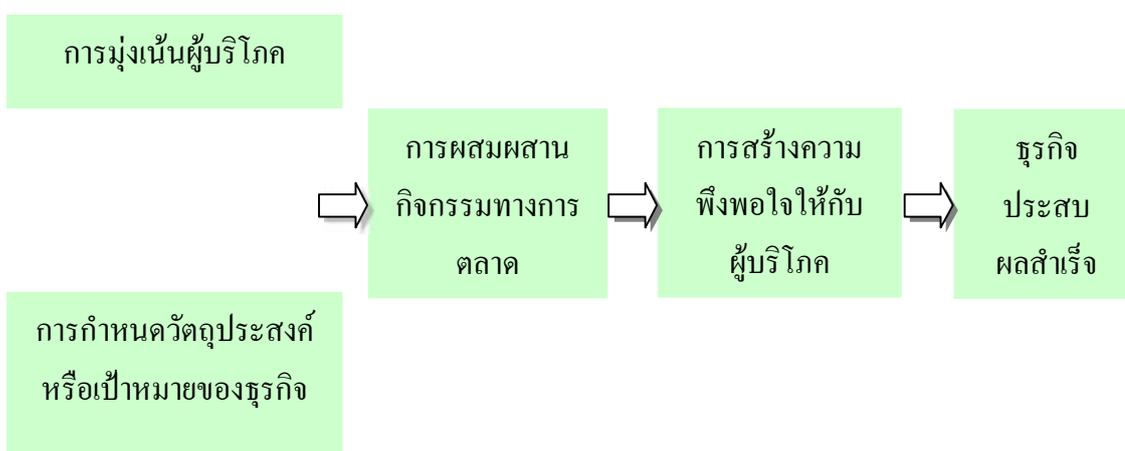 การมุ่งเน้นผู้บริโภค
การกำหนดวัตถุประสงค์
หรือเป้าหมายของธุรกิจ
การผสมผสาน
กิจกรรมทางการ
ตลาด
การสร้างความ
พึงพอใจให้กับ
ผู้บริโภค
ธุรกิจ
ประสบ
ผลสำเร็จ